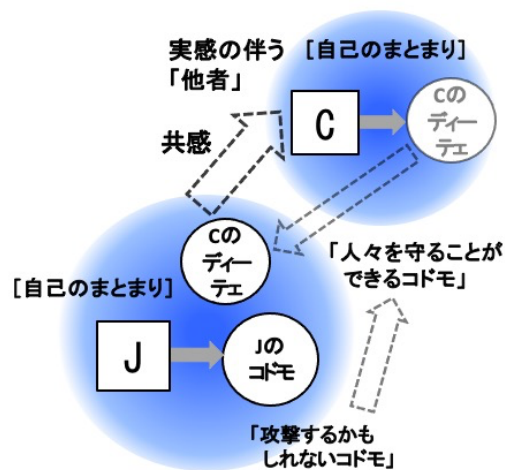 実感の伴う
「他者」
[自己のまとまり]
C
Cの
ディー
テェ
共感
Cの
ディー
テェ
「人々を守ることが
できるコドモ」
[自己のまとまり]
J
Jの
コドモ
「攻撃するかも
しれないコドモ」